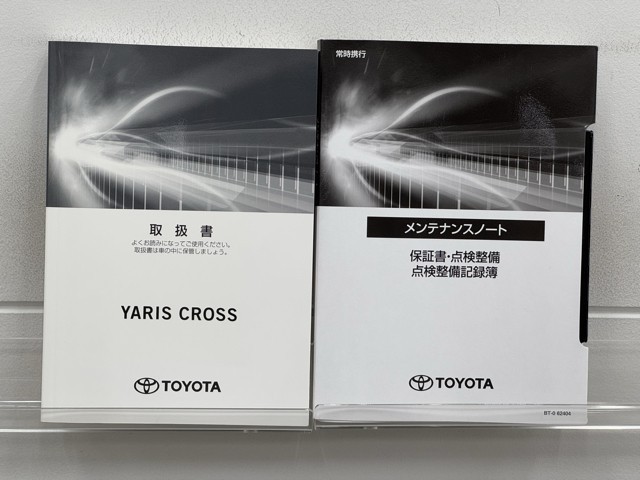 取扱書
よくお読みになってご使用ください。
取扱書は車の中に保管しましょう。
YARIS CROSS
TOYOTA
常時携行
メンテナンスノート
保証書・点検整備
点検整備記録簿
TOYOTA
BT-0 02404